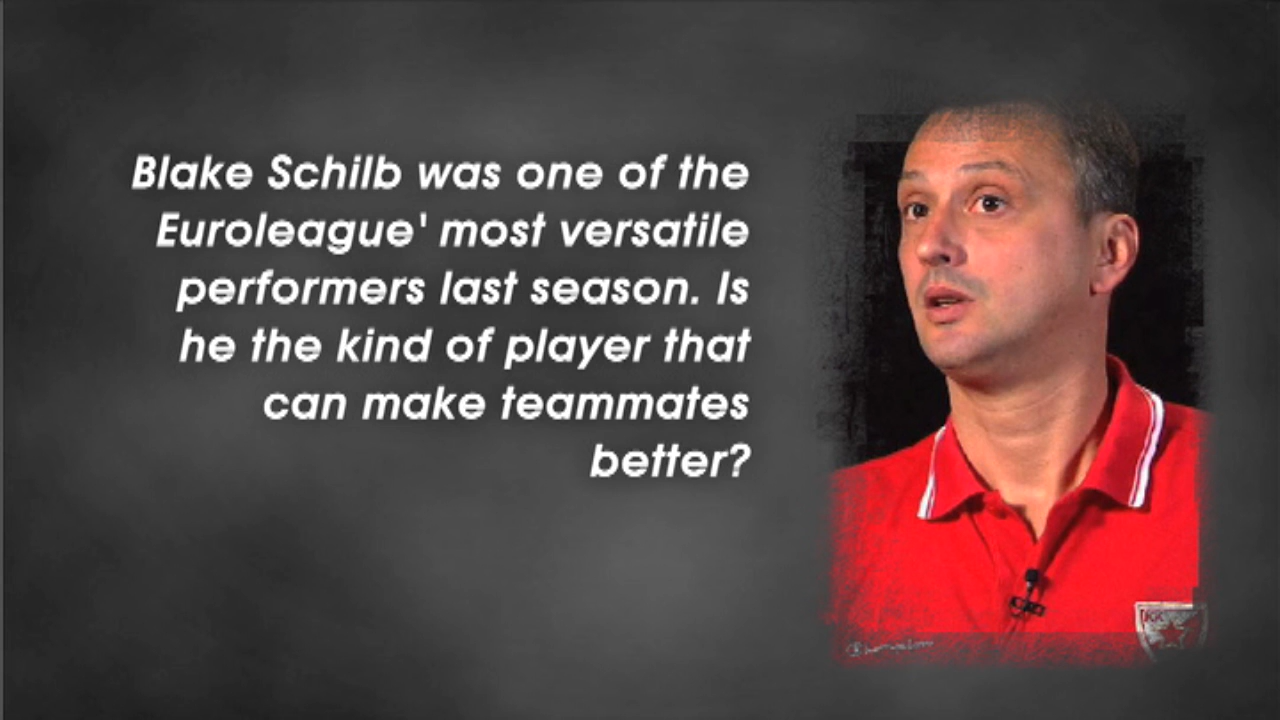 Blake Schilb was one of the
Euroleague' most versatile
performers last season. Is
he the kind of player that
can make teammates
better?
KK